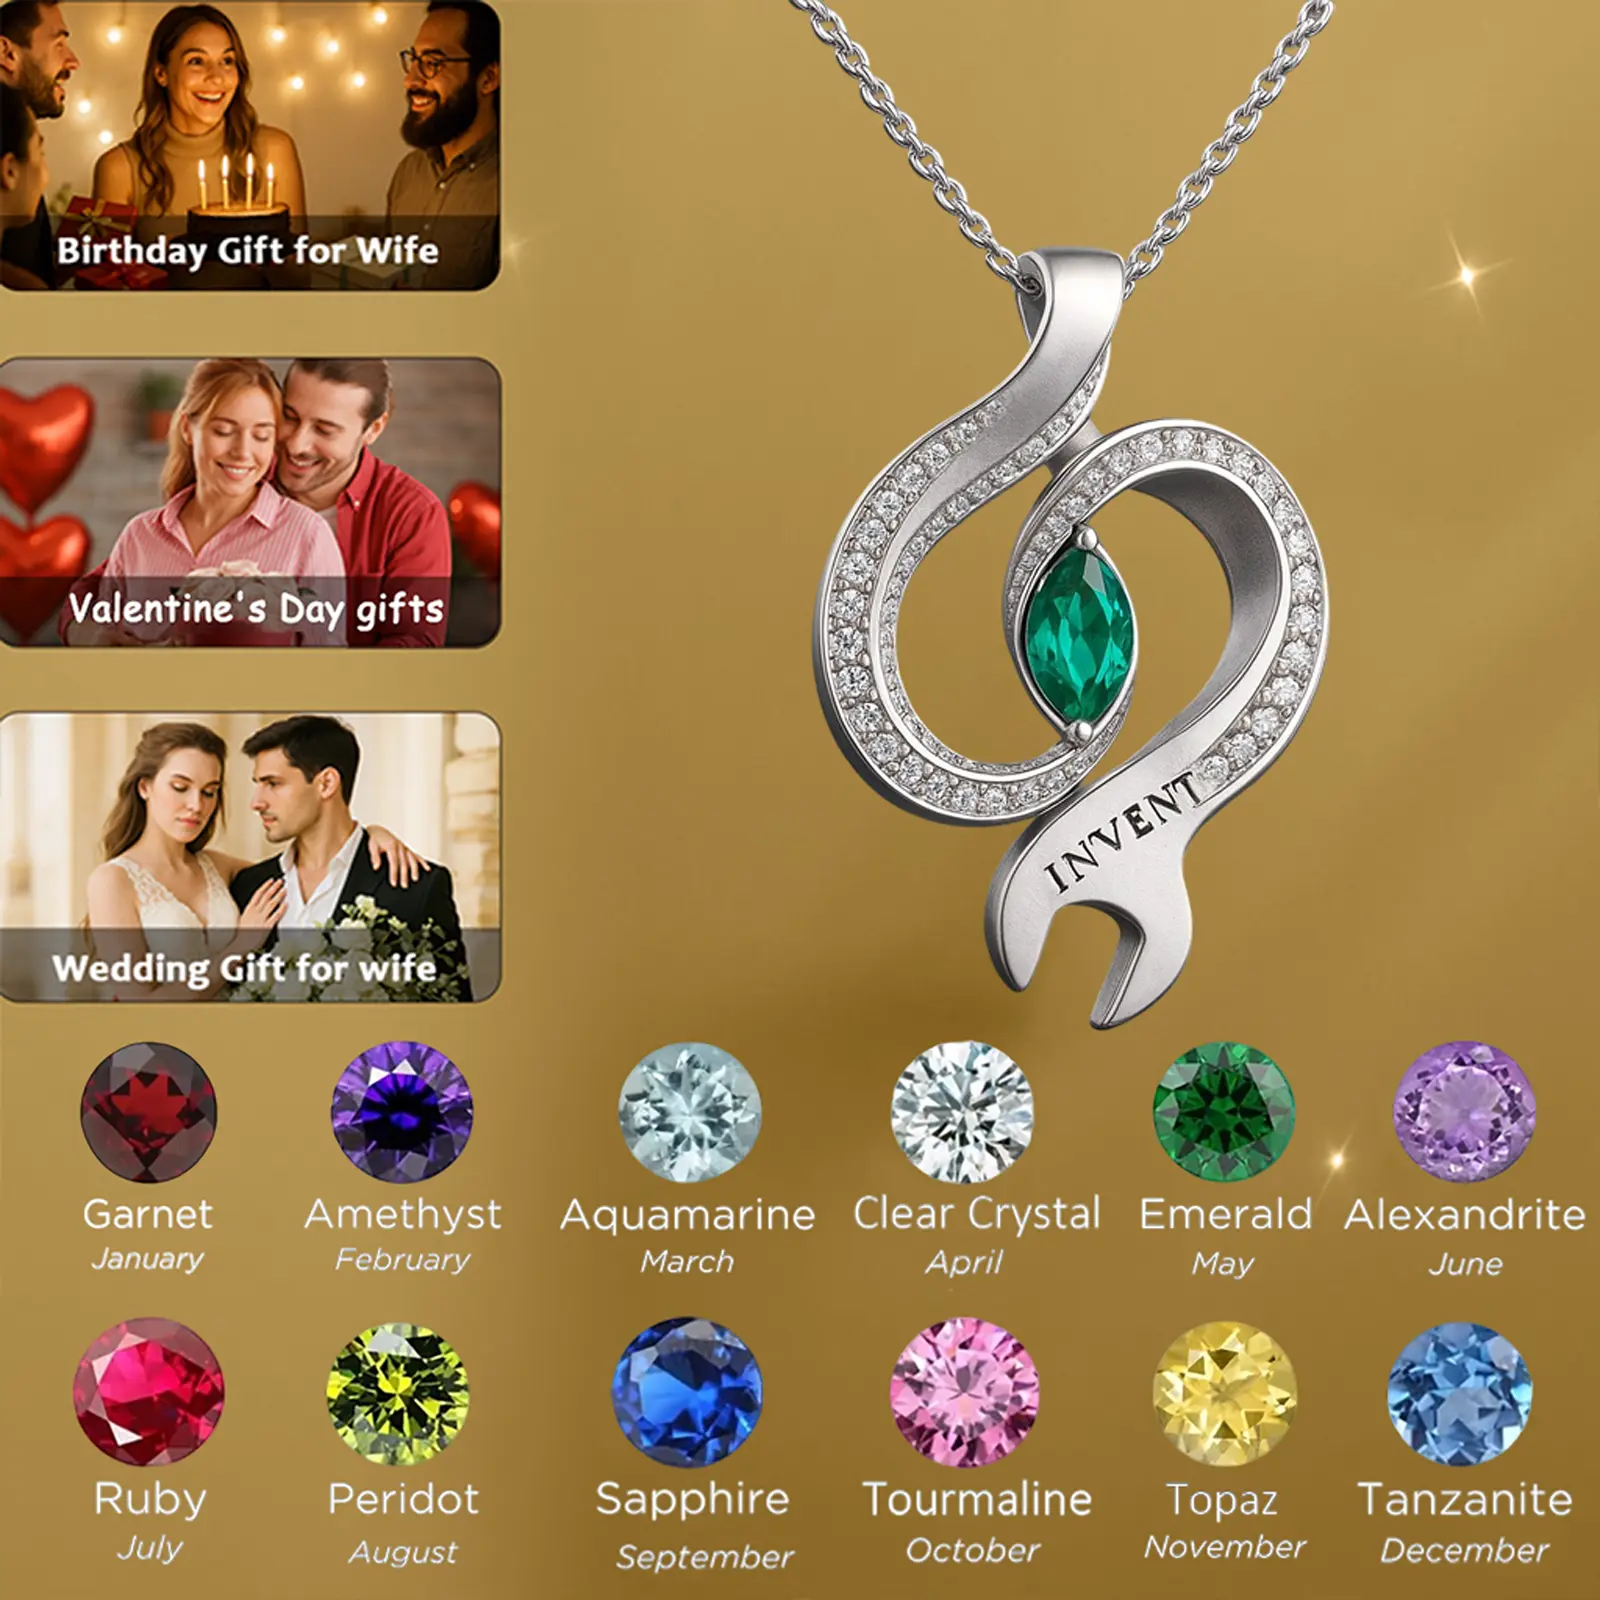 Birthday Gift for Wife
Valentine's Day gifts
Wedding Gift for wife
INVENT
Garnet
January
Amethyst
February
Aquamarine
March
Clear Crystal
April
Emerald
May
Alexandrite
June
Ruby
July
Peridot
August
Sapphire
September
Tourmaline
October
Topaz
November
Tanzanite
December